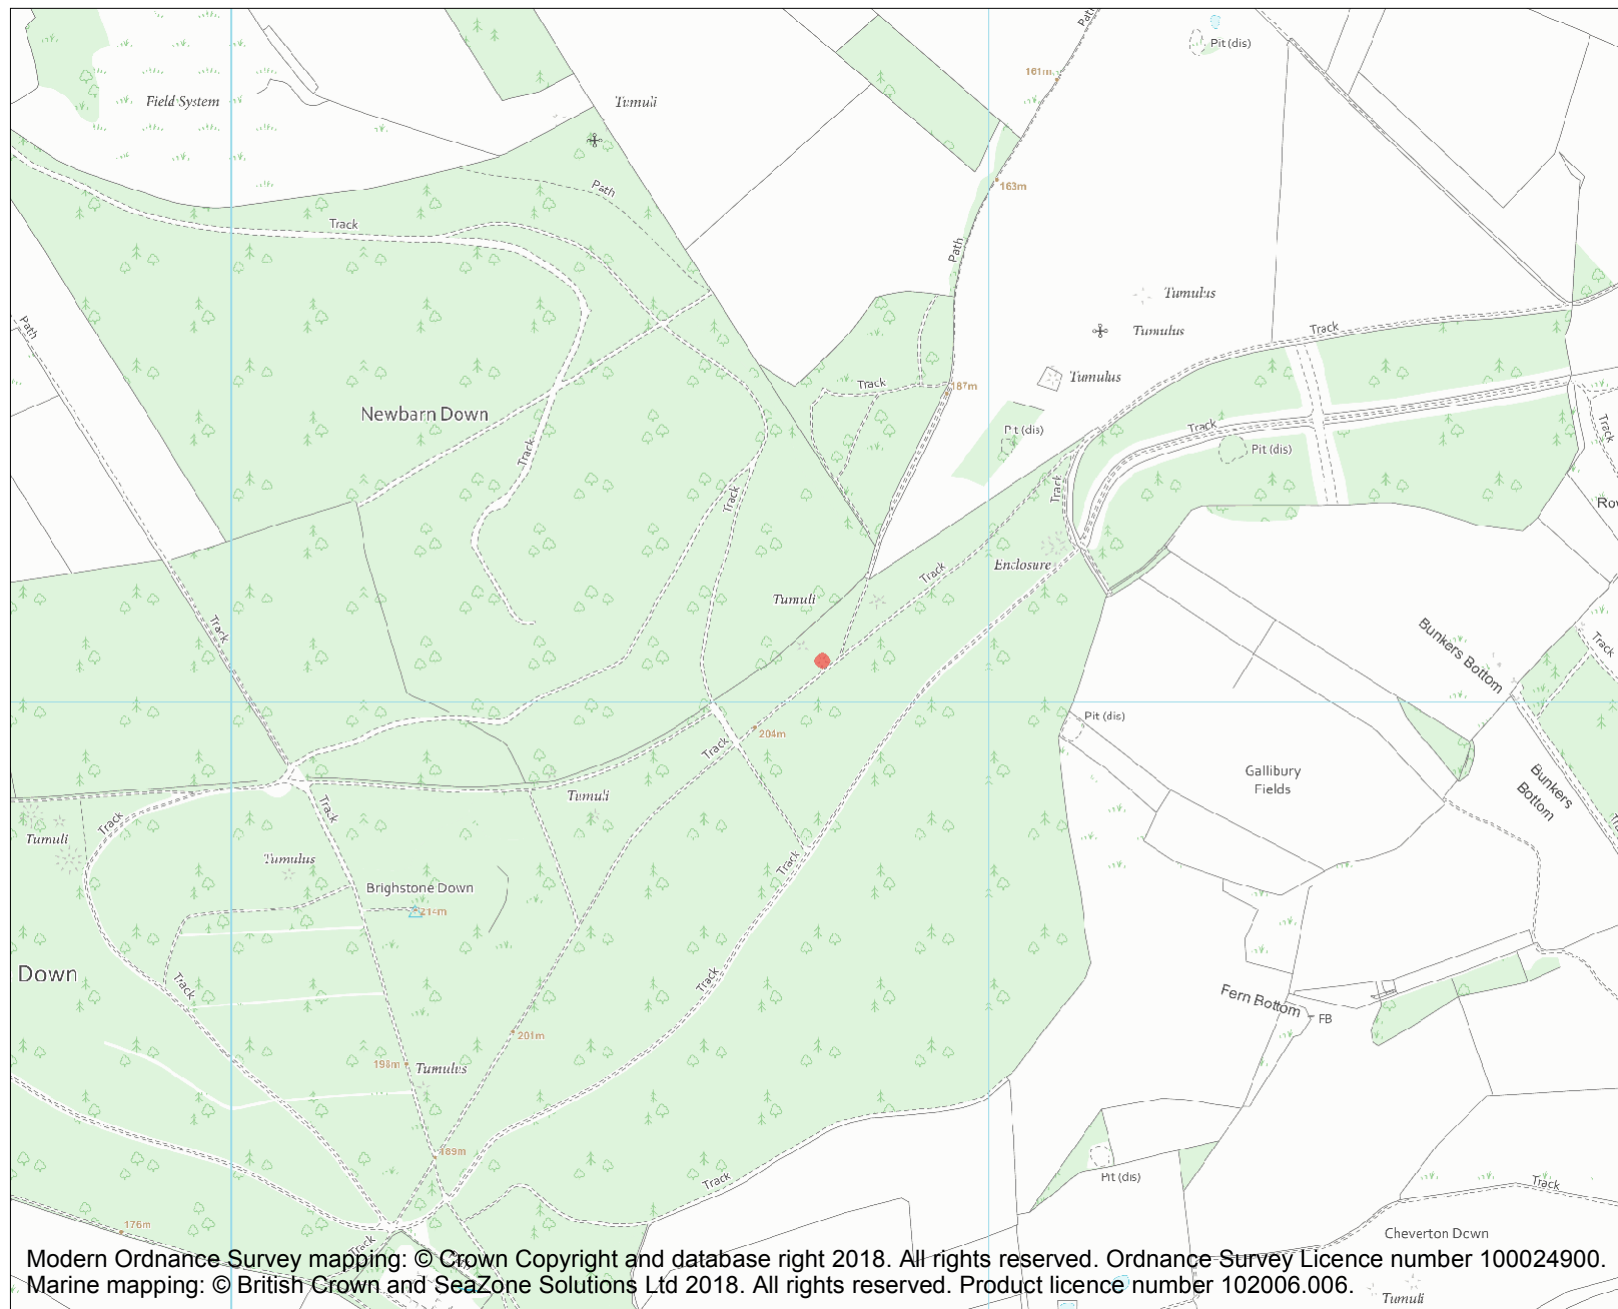 Path
Pit (dis)
161m
Field System
Tumuli
Path
163m
Track
Path
Tumulus
Tumulus
Path
Track
Tumulus
Track
187m
Newbarn Down
Track
Pit (dis)
Track
Pit (dis)
Track
Track
Track
Track
Enclosure
Track
Tumuli
Track
Bunkers Bottom
Track
Pit (dis)
204m
Track
Gallibury
Fields
Bunkers
Bottom
Tumuli
Track
Track
Tumuli
Tumulus
Track
Brighstone Down
214m
Down
Track
Track
Fern Bottom
FB
201m
198m
Tumulus
189m
Track
Pit (dis)
Track
176m
Track
Cheverton Down
Modern Ordnance Survey mapping: © Crown Copyright and database right 2018. All rights reserved. Ordnance Survey Licence number 100024900.
Marine mapping: © British Crown and SeaZone Solutions Ltd 2018. All rights reserved. Product licence number 102006.006.
Tumuli